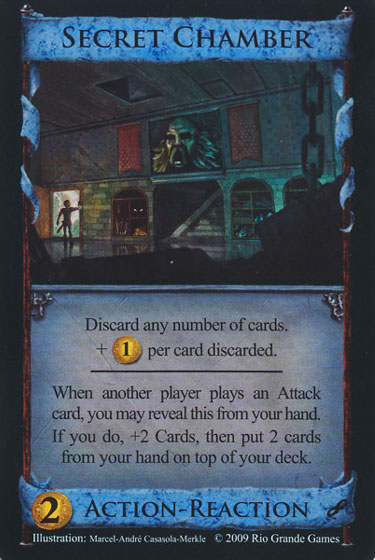 SECRET CHAMBER
Discard any number of cards.
+ 1 per card discarded.
When another player plays an Attack
card, you may reveal this from your hand.
If you do, +2 Cards, then put 2 cards
from your hand on top of your deck.
2 ACTION-REACTION
Illustration: Marcel-André Casasola-Merkle © 2009 Rio Grande Games